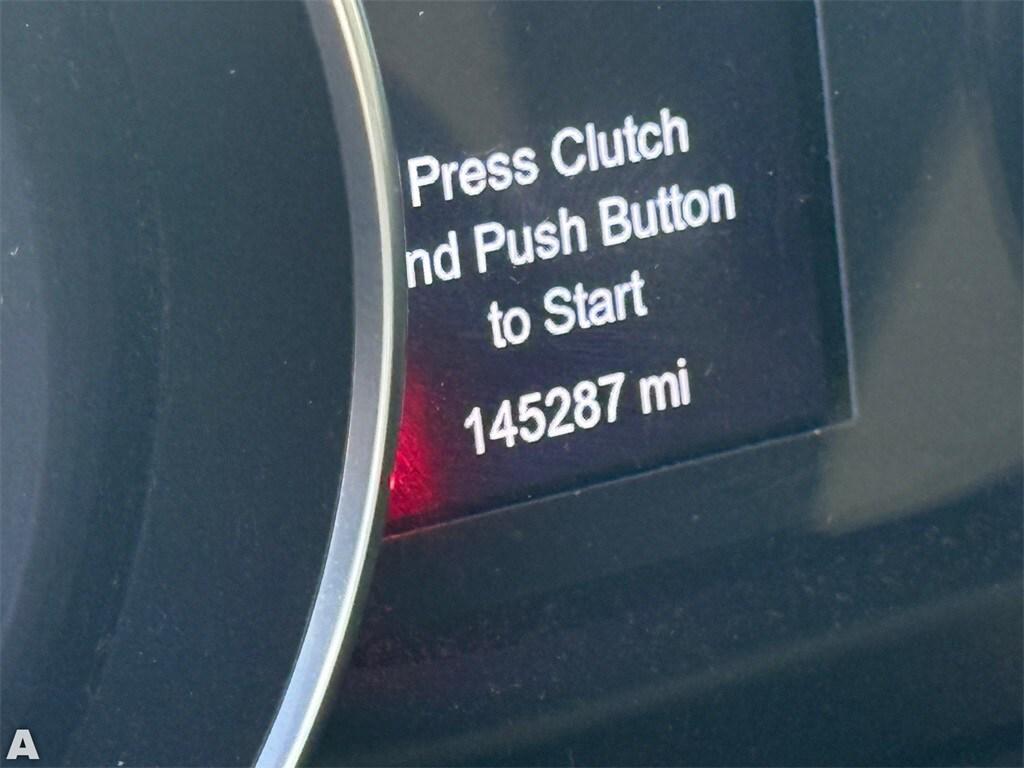 Press Clutch
nd Push Button
to Start
145287 mi
A